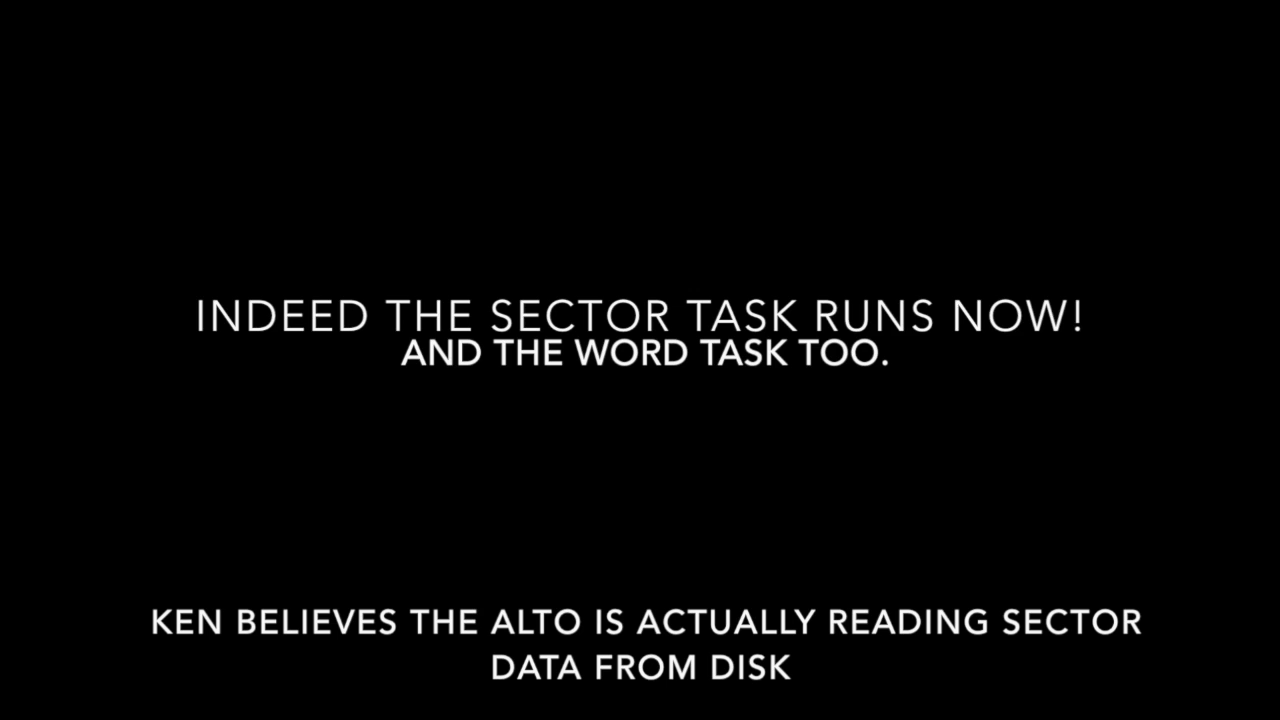 INDEED THE SECTOR TASK RUNS NOW!
AND THE WORD TASK TOO.
KEN BELIEVES THE ALTO IS ACTUALLY READING SECTOR
DATA FROM DISK